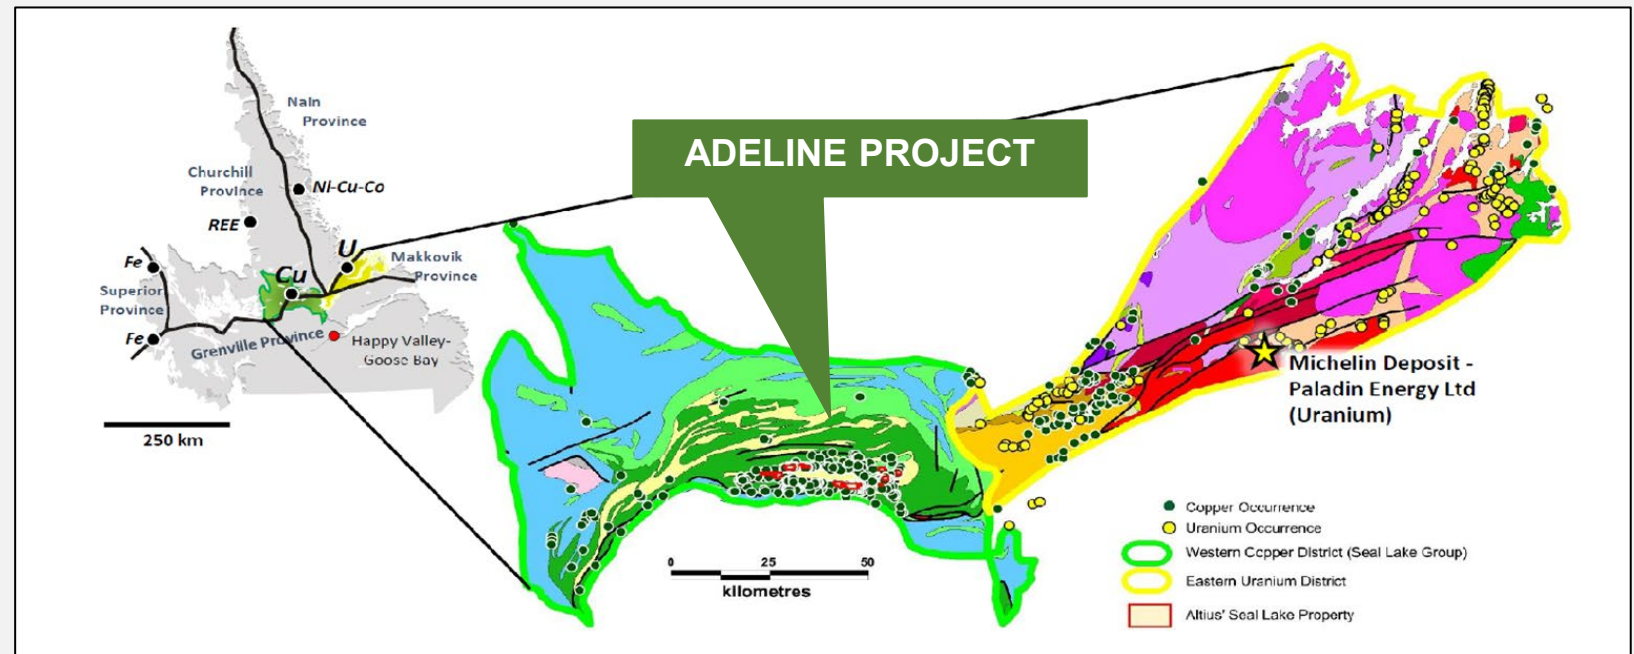 Nain
Province
Churchill
Province
Ni-Cu-Co
REE
U
Makkovik
Province
Fe
Cu
Superior
Province
Fe
Grenville Province
Happy Valley-
Goose Bay
250 km
ADELINE PROJECT
Michelin Deposit -
Paladin Energy Ltd
(Uranium)
0 25 50
kilometres
Copper Occurrence
Uranium Occurrence
Western Copper District (Seal Lake Group)
Eastern Uranium District
Altius' Seal Lake Property